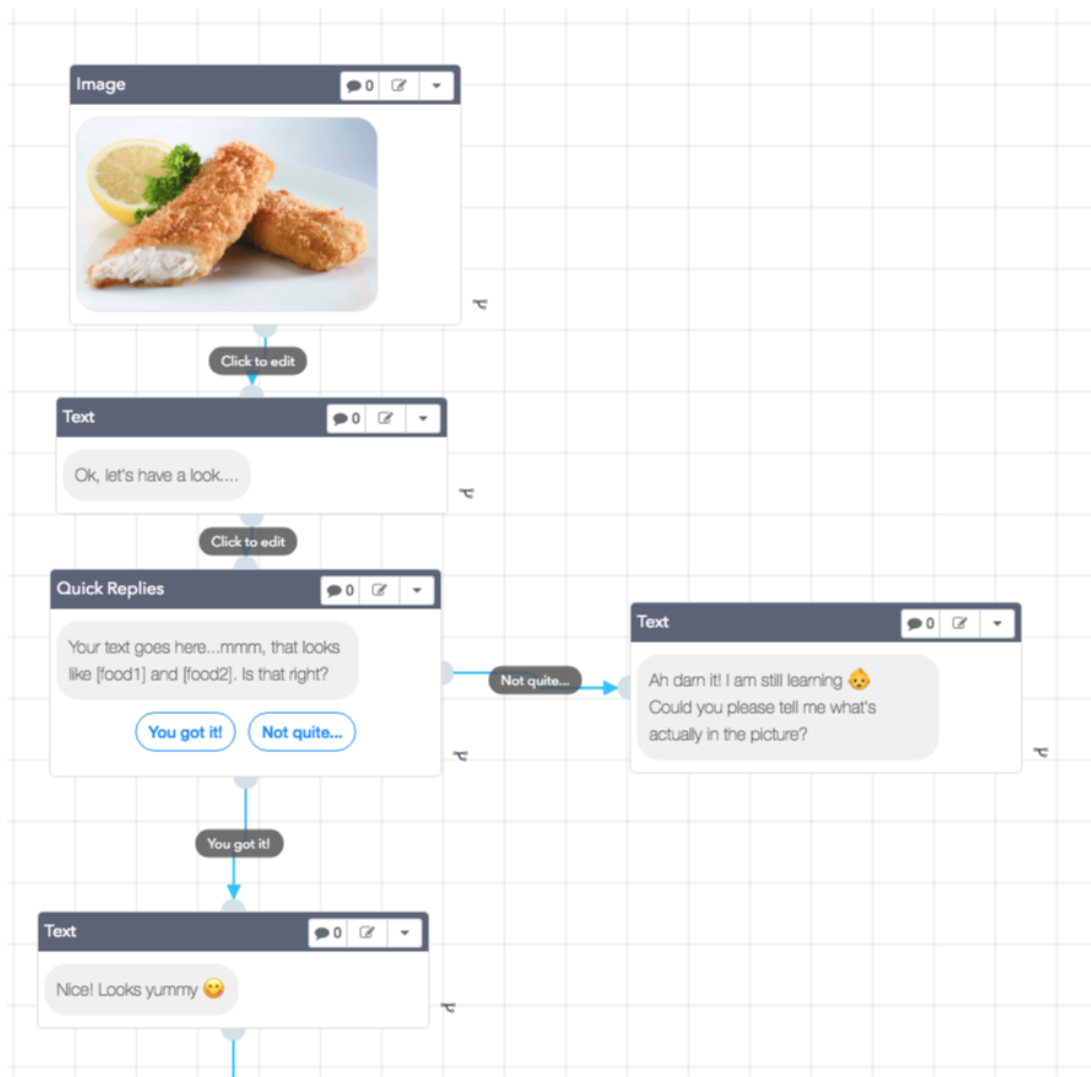 Image
0
Click to edit
Text
0
Ok, let's have a look....
Click to edit
Quick Replies
0
Your text goes here...mmm, that looks
like [food1] and [food2]. Is that right?
You got it!
Not quite...
Not quite...
Text
0
Ah darn it! I am still learning 👶
Could you please tell me what's
actually in the picture?
You got it!
Text
0
Nice! Looks yummy 😋